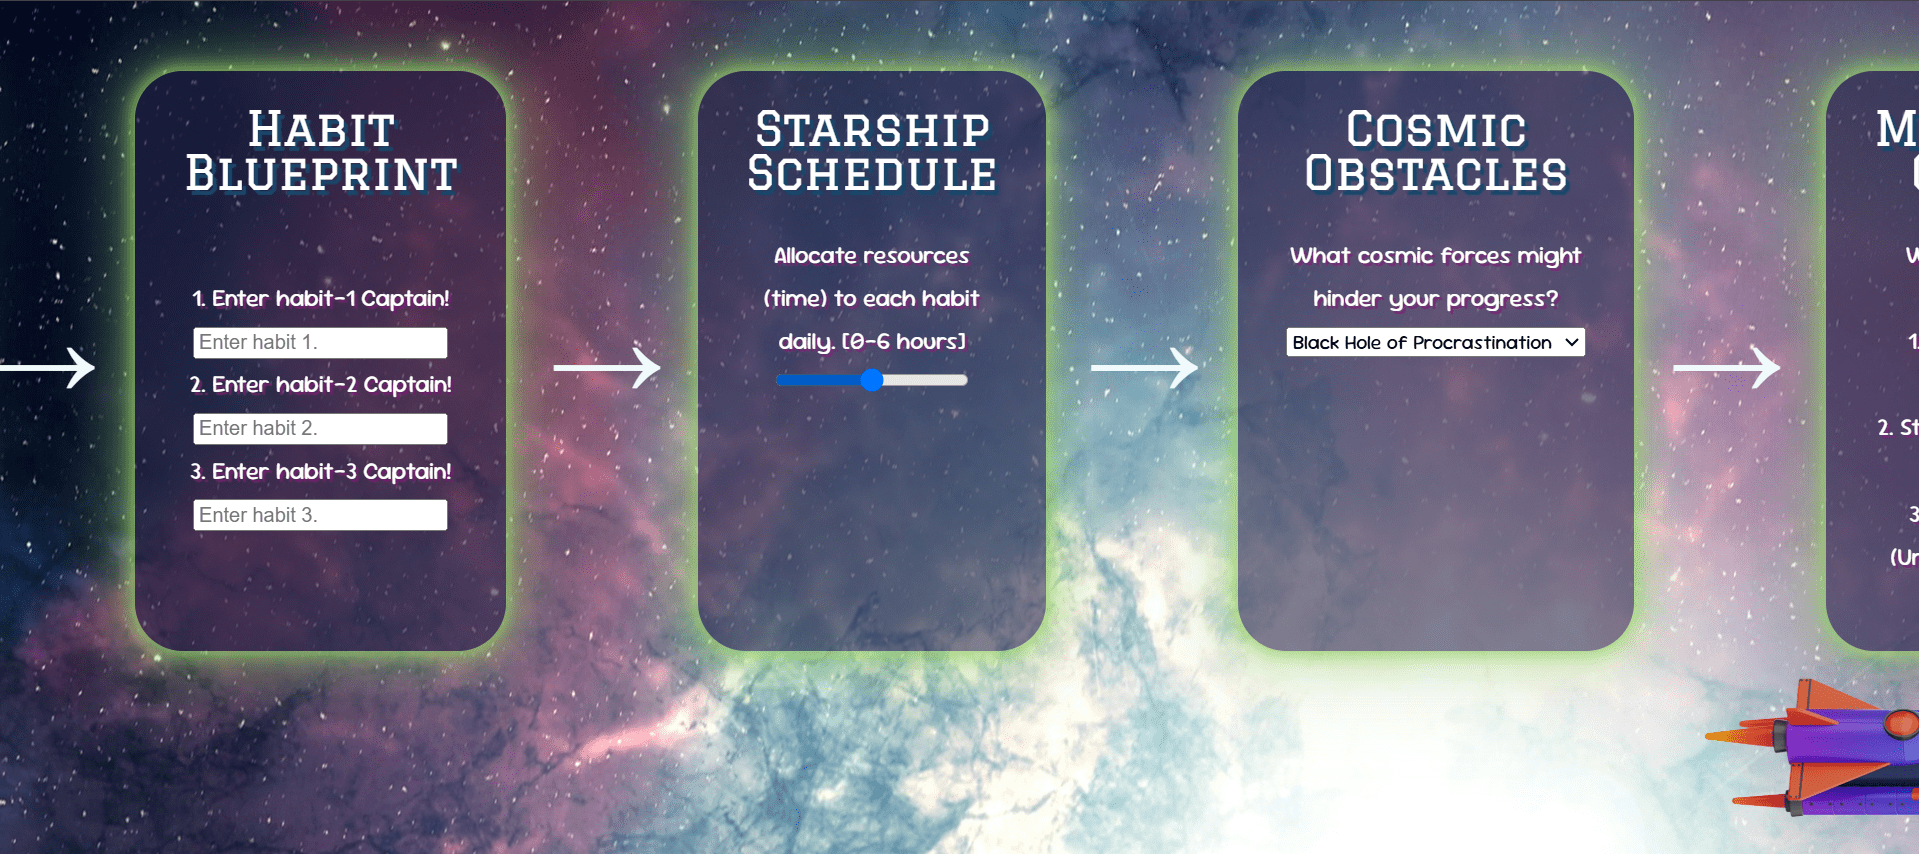 Habit
Blueprint
1. Enter habit-1 Captain!
Enter habit 1.
2. Enter habit-2 Captain!
Enter habit 2.
3. Enter habit-3 Captain!
Enter habit 3.
Starship
Schedule
Allocate resources
(time) to each habit
daily. [0-6 hours]
Cosmic
Obstacles
What cosmic forces might
hinder your progress?
Black Hole of Procrastination
1.
2.
3